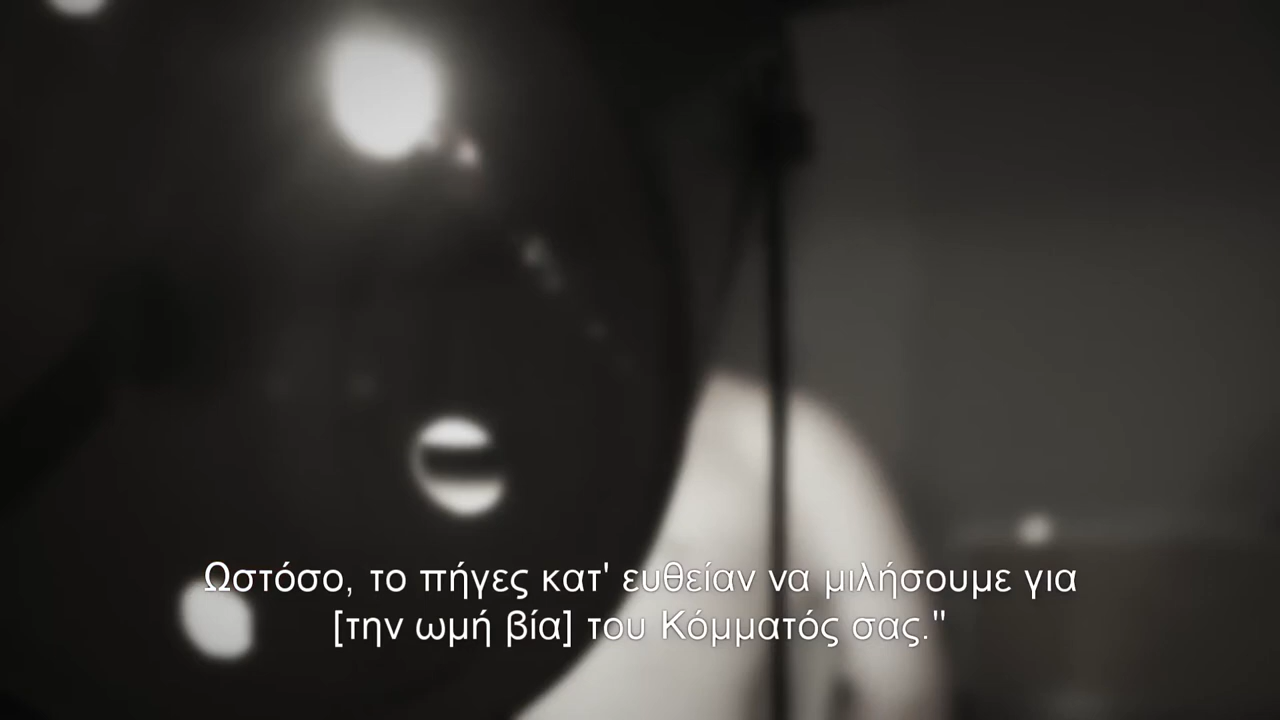 Ωστόσο, το πήγες κατ' ευθείαν να μιλήσουμε για
[την ωμή βία] του Κόμματός σας."